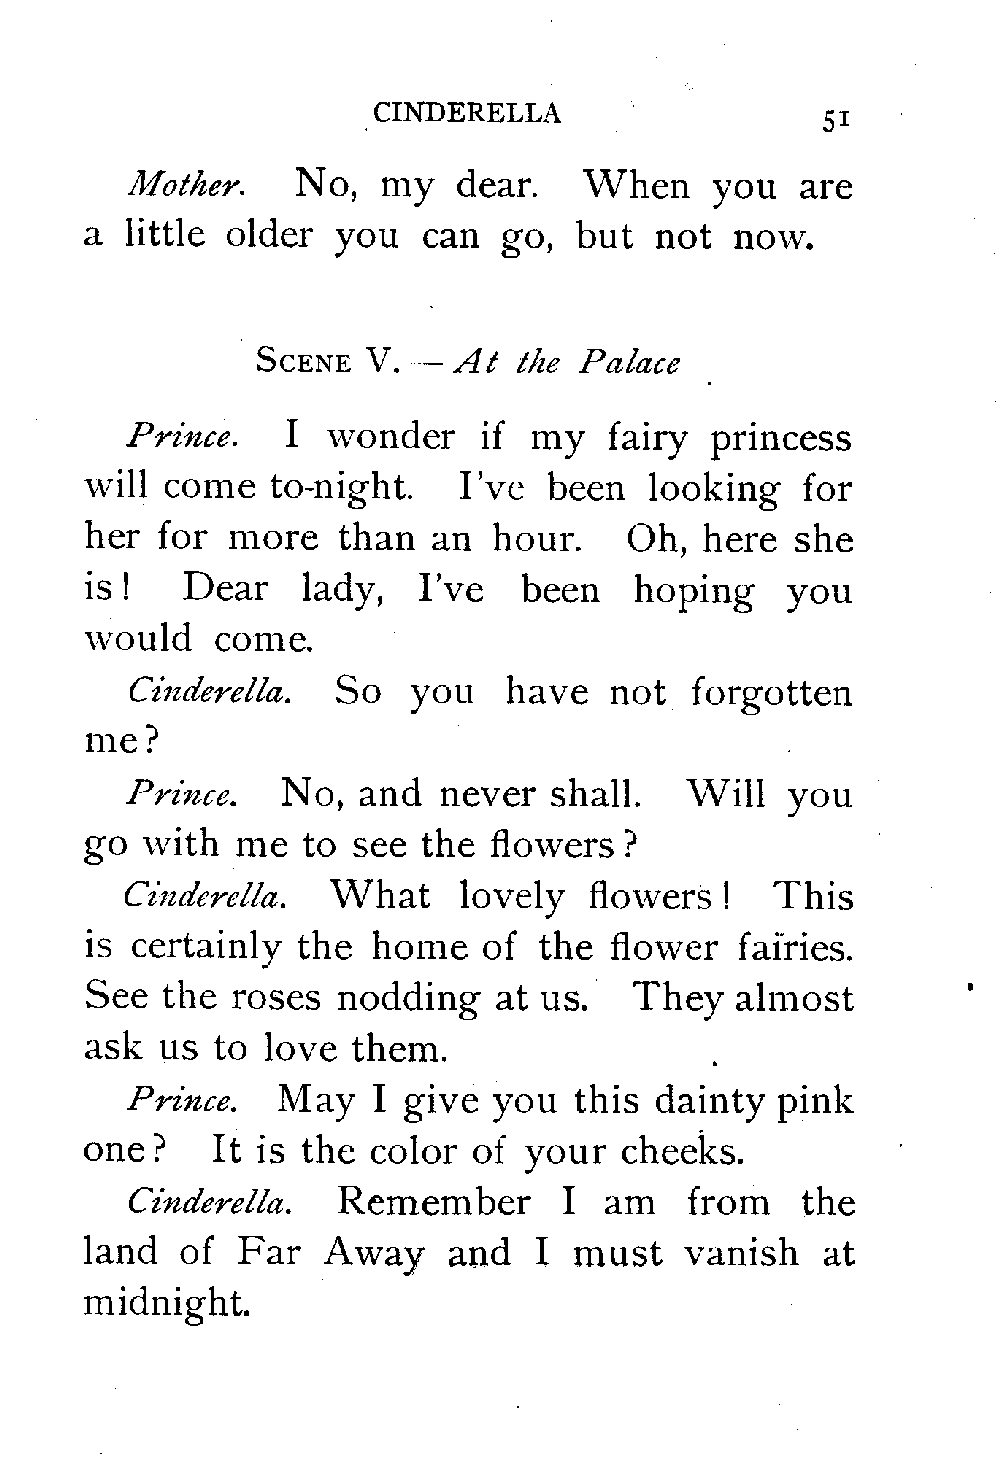 CINDERELLA 51
Mother. No, my dear. When you are
a little older you can go, but not now.
SCENE V. — At the Palace
Prince. I wonder if my fairy princess
will come to-night. I've been looking for
her for more than an hour. Oh, here she
is! Dear lady, I've been hoping you
would come.
Cinderella. So you have not forgotten
me?
Prince. No, and never shall. Will you
go with me to see the flowers?
Cinderella. What lovely flowers! This
is certainly the home of the flower fairies.
See the roses nodding at us. They almost
ask us to love them.
Prince. May I give you this dainty pink
one? It is the color of your cheeks.
Cinderella. Remember I am from the
land of Far Away and I must vanish at
midnight.